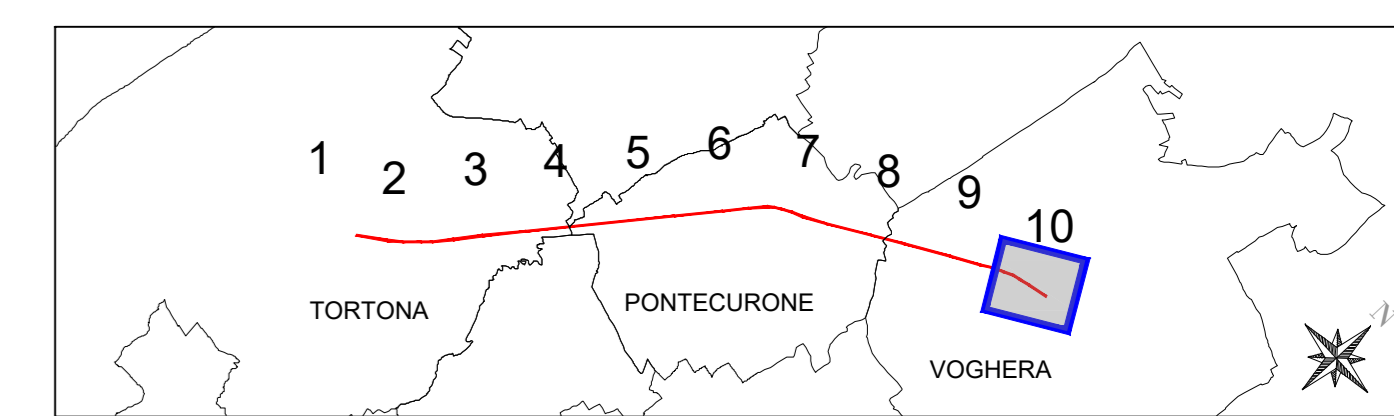 1 2 3 4 5 6 7 8 9 10
TORTONA
PONTECURONE
VOGHERA
N